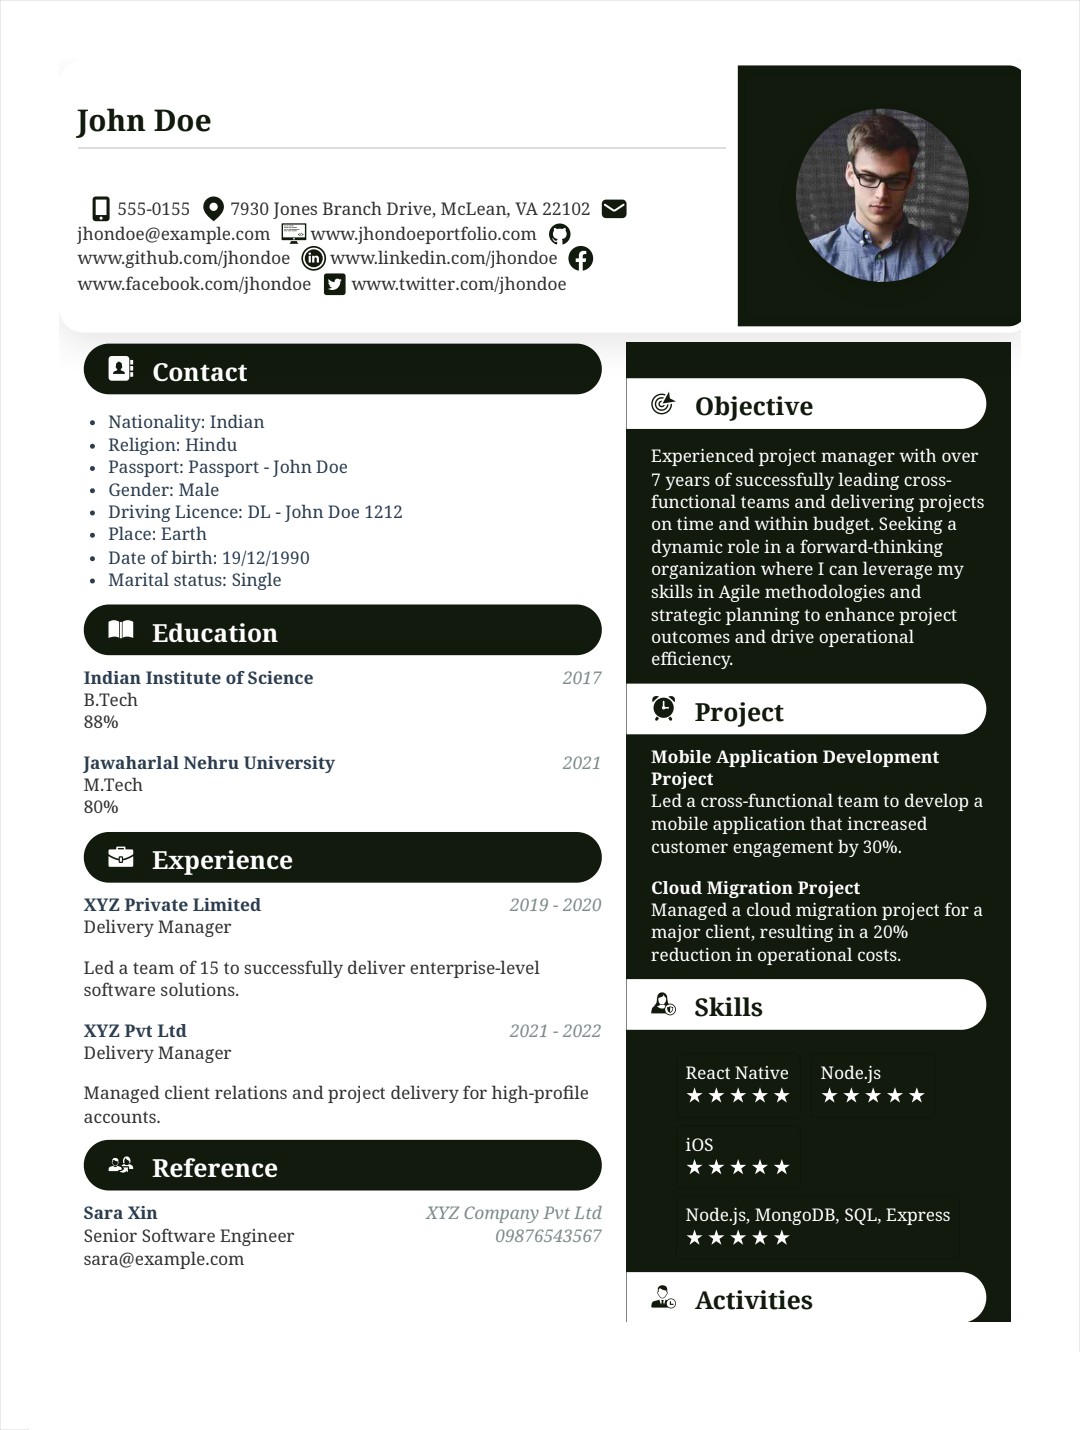 John Doe
555-0155 7930 Jones Branch Drive, McLean, VA 22102
jhondoe@example.com www.jhondoeportfolio.com
www.github.com/jhondoe www.linkedin.com/jhondoe
www.facebook.com/jhondoe www.twitter.com/jhondoe
Contact
• Nationality: Indian
• Religion: Hindu
• Passport: Passport - John Doe
• Gender: Male
• Driving Licence: DL - John Doe 1212
• Place: Earth
• Date of birth: 19/12/1990
• Marital status: Single
Education
Indian Institute of Science 2017
B.Tech
88%
Jawaharlal Nehru University 2021
M.Tech
80%
Experience
XYZ Private Limited 2019 - 2020
Delivery Manager
Led a team of 15 to successfully deliver enterprise-level
software solutions.
XYZ Pvt Ltd 2021 - 2022
Delivery Manager
Managed client relations and project delivery for high-profile
accounts.
Reference
Sara Xin XYZ Company Pvt Ltd
Senior Software Engineer 09876543567
sara@example.com
Objective
Experienced project manager with over
7 years of successfully leading cross-
functional teams and delivering projects
on time and within budget. Seeking a
dynamic role in a forward-thinking
organization where I can leverage my
skills in Agile methodologies and
strategic planning to enhance project
outcomes and drive operational
efficiency.
Project
Mobile Application Development
Project
Led a cross-functional team to develop a
mobile application that increased
customer engagement by 30%.
Cloud Migration Project
Managed a cloud migration project for a
major client, resulting in a 20%
reduction in operational costs.
Skills
React Native Node.js
★★★★★ ★★★★★
iOS
★★★★★
Node.js, MongoDB, SQL, Express
★★★★★
Activities